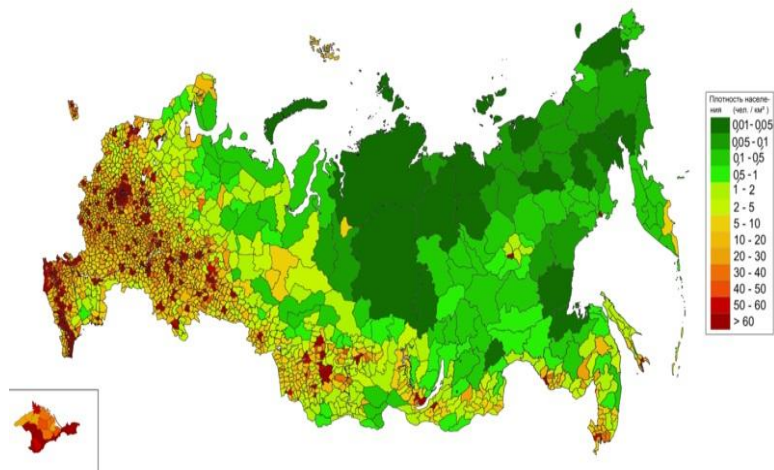 Плотность населе-
ния (чел. / км² )
0,01- 0,05
0,05 - 0,1
0,1 - 0,5
0,5 - 1
1 - 2
2 - 5
5 - 10
10 - 20
20 - 30
30 - 40
40 - 50
50 - 60
> 60